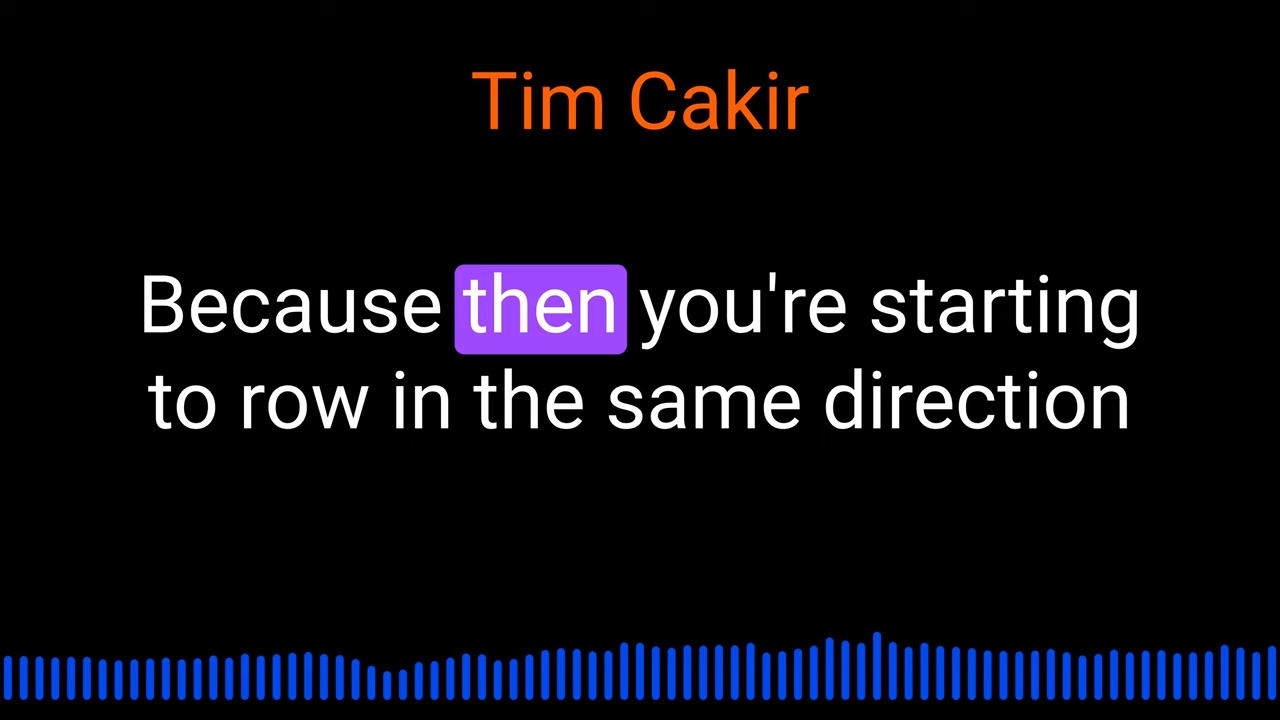 Tim Cakir
Because then you're starting
to row in the same direction